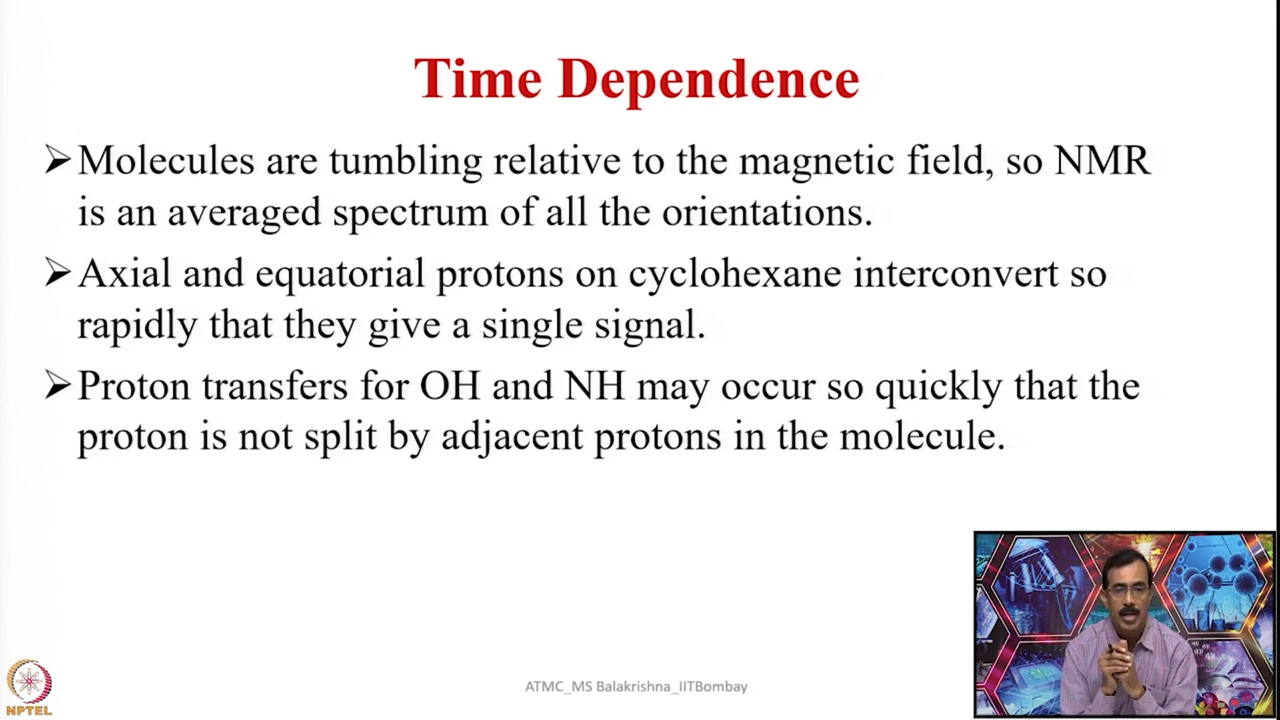 Time Dependence
➤Molecules are tumbling relative to the magnetic field, so NMR
is an averaged spectrum of all the orientations.
➤Axial and equatorial protons on cyclohexane interconvert so
rapidly that they give a single signal.
➤Proton transfers for OH and NH may occur so quickly that the
proton is not split by adjacent protons in the molecule.
NPTEL
ATMC_MS Balakrishna_IITBombay